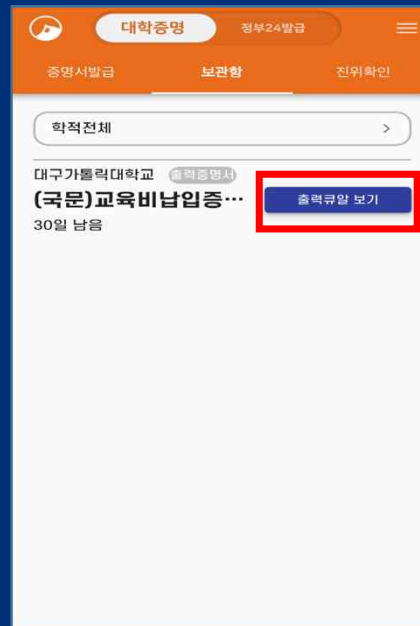 대학증명 정부24발급
증명서발급 보관함 진위확인
학적전체 >
대구가톨릭대학교 출력증명서
(국문)교육비납입증… 출력큐알 보기
30일 남음